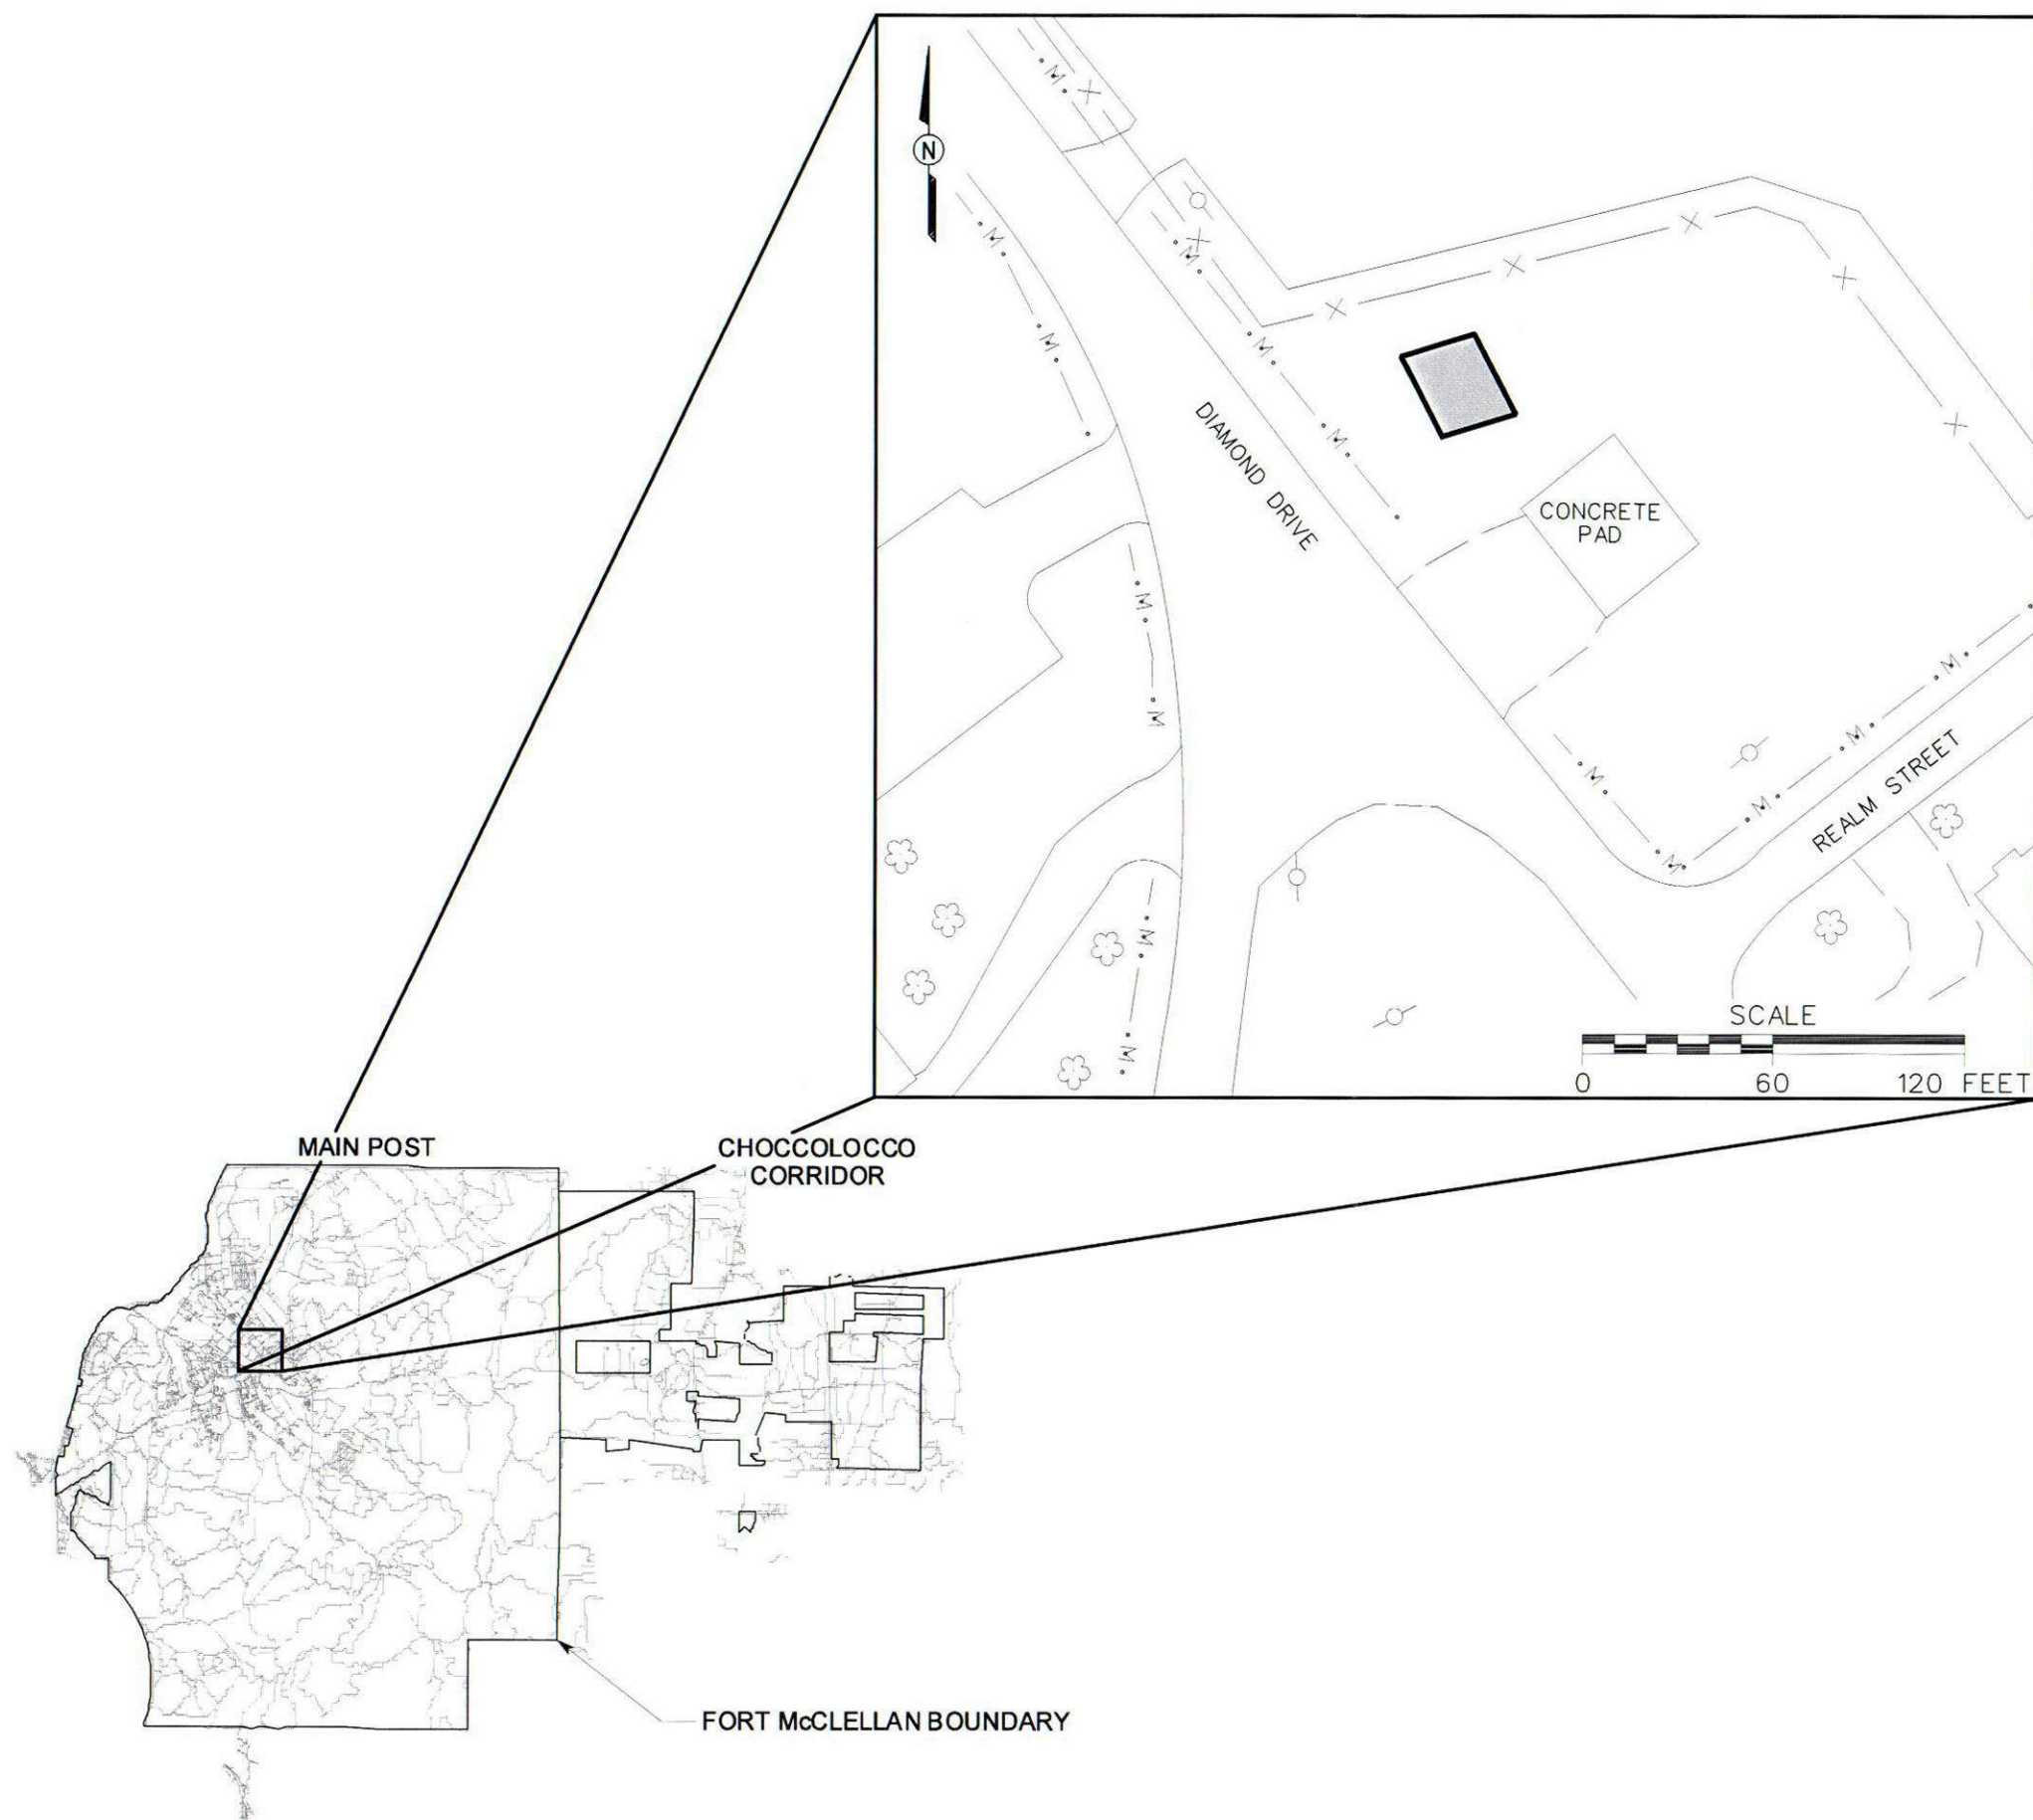 N
M
X
M
X
M
M
M
M
X
X
X
X
X
DIAMOND DRIVE
CONCRETE
PAD
M
M
M
M
M
M
M
REALM STREET
M
M
SCALE
0 60 120 FEET
MAIN POST
CHOCCOLOCCO
CORRIDOR
FORT McCLELLAN BOUNDARY